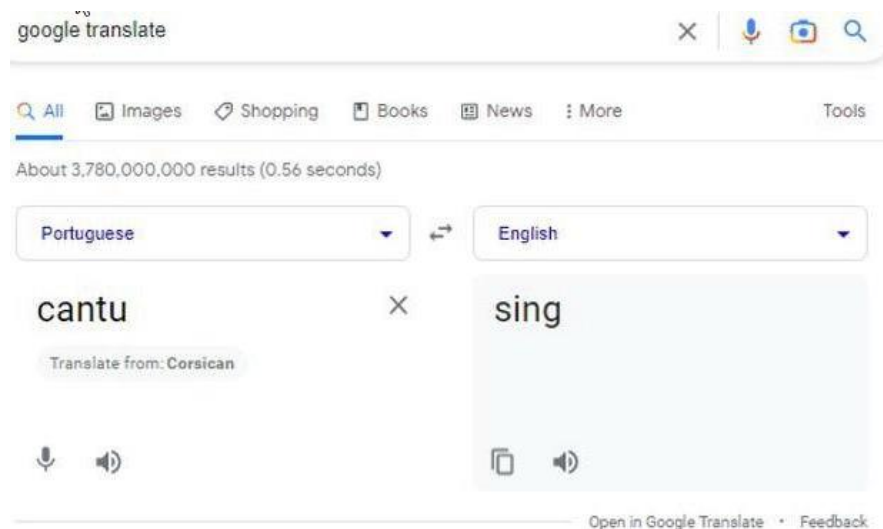 google translate
All Images Shopping Books News More Tools
About 3,780,000,000 results (0.56 seconds)
Portuguese English
cantu sing
Translate from: Corsican
Open in Google Translate • Feedback